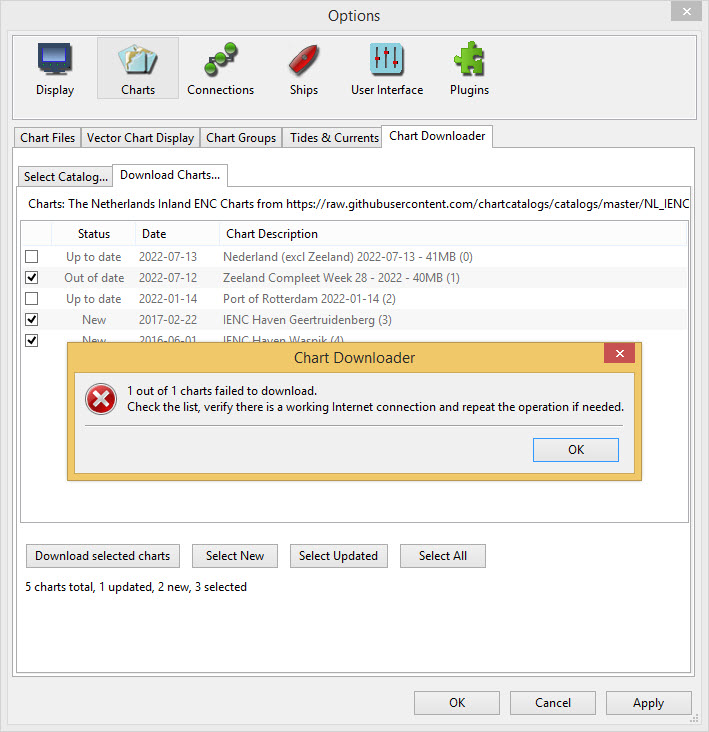 Options
Display
Charts
Connections
Ships
User Interface
Plugins
Chart Files
Vector Chart Display
Chart Groups
Tides & Currents
Chart Downloader
Select Catalog...
Download Charts...
Charts: The Netherlands Inland ENC Charts from https://raw.githubusercontent.com/chartcatalogs/catalogs/master/NL_IENC
Status Date Chart Description
Up to date 2022-07-13 Nederland (excl Zeeland) 2022-07-13 - 41MB (0)
Out of date 2022-07-12 Zeeland Compleet Week 28 - 2022 - 40MB (1)
Up to date 2022-01-14 Port of Rotterdam 2022-01-14 (2)
New 2017-02-22 IENC Haven Geertruidenberg (3)
New 2016-06-01 IENC Haven Waspik (4)
Chart Downloader
1 out of 1 charts failed to download.
Check the list, verify there is a working Internet connection and repeat the operation if needed.
OK
Download selected charts
Select New
Select Updated
Select All
5 charts total, 1 updated, 2 new, 3 selected
OK
Cancel
Apply